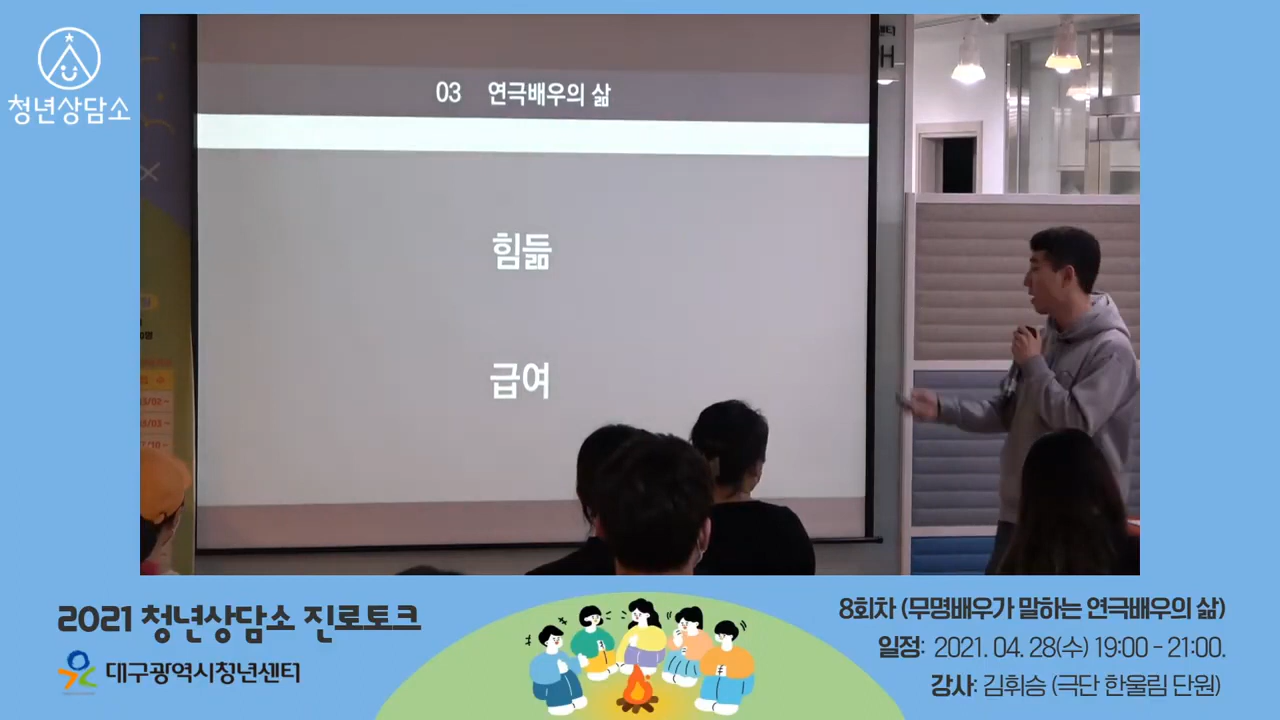 청년상담소
03 연극배우의 삶
힘듦
급여
센터
H
2021 청년상담소 진로토크
대구광역시청년센터
8회차 (무명배우가 말하는 연극배우의 삶)
일정: 2021. 04. 28(수) 19:00 - 21:00.
강사: 김휘승 (극단 한울림 단원)